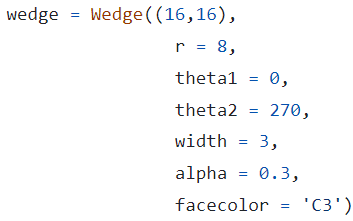 wedge = Wedge((16,16),
r = 8,
theta1 = 0,
theta2 = 270,
width = 3,
alpha = 0.3,
facecolor = 'C3')